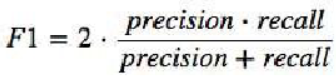 F1 = 2 · precision · recall / precision + recall